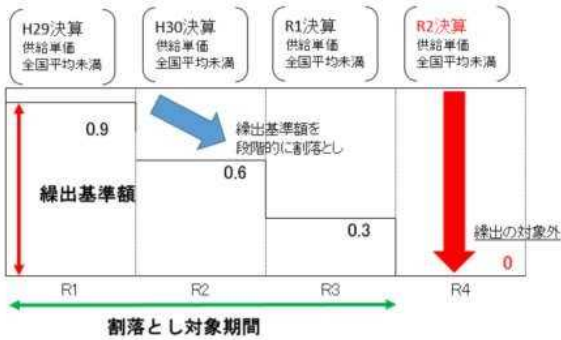 H29決算
供給単価
全国平均未満
H30決算
供給単価
全国平均未満
R1決算
供給単価
全国平均未満
R2決算
供給単価
全国平均未満
0.9
繰出基準額を
段階的に割落とし
0.6
繰出基準額
0.3
繰出の対象外
0
R1
R2
R3
R4
割落とし対象期間